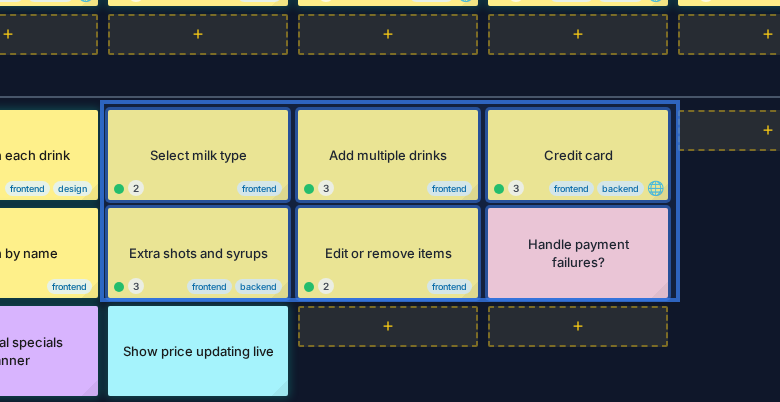 + + + + +
each drink
frontend design
Select milk type
2 frontend
Add multiple drinks
3 frontend
Credit card
3 frontend backend
+
by name
frontend
Extra shots and syrups
3 frontend backend
Edit or remove items
2 frontend
Handle payment
failures?
specials
Show price updating live
+ +